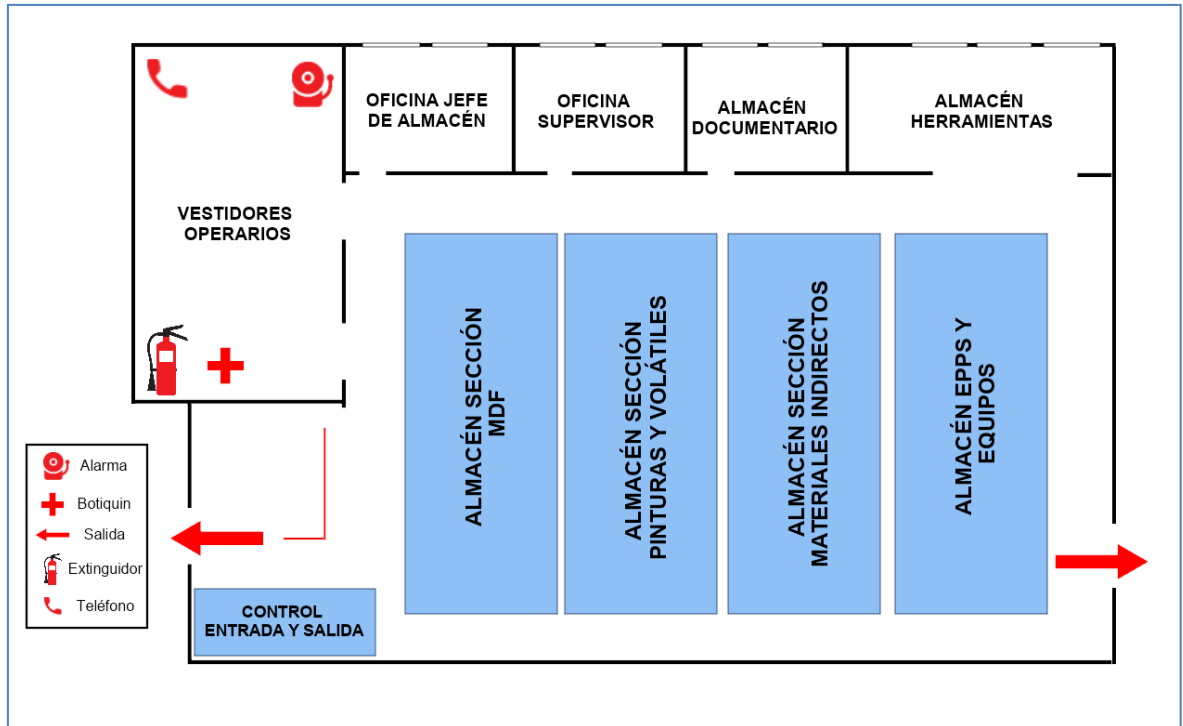 OFICINA JEFE
DE ALMACÉN
OFICINA
SUPERVISOR
ALMACÉN
DOCUMENTARIO
ALMACÉN
HERRAMIENTAS
VESTIDORES
OPERARIOS
ALMACÉN SECCIÓN
MDF
ALMACÉN SECCIÓN
PINTURAS Y VOLÁTILES
ALMACÉN SECCIÓN
MATERIALES INDIRECTOS
ALMACÉN EPPS Y
EQUIPOS
Alarma
Botiquin
Salida
Extinguidor
Teléfono
CONTROL
ENTRADA Y SALIDA